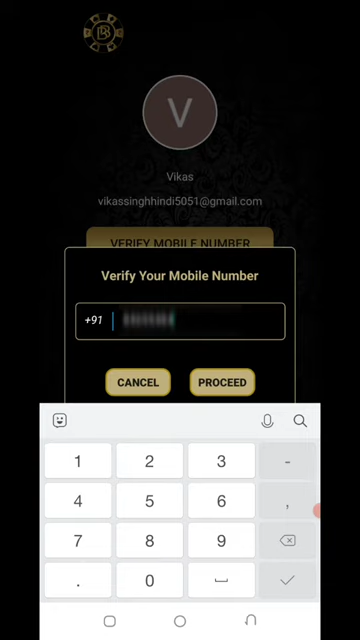 B
V
Vikas
vikassinghhindi5051@gmail.com
VERIFY MOBILE NUMBER
Verify Your Mobile Number
+91
CANCEL PROCEED
1 2 3 -
4 5 6 ,
7 8 9
. 0